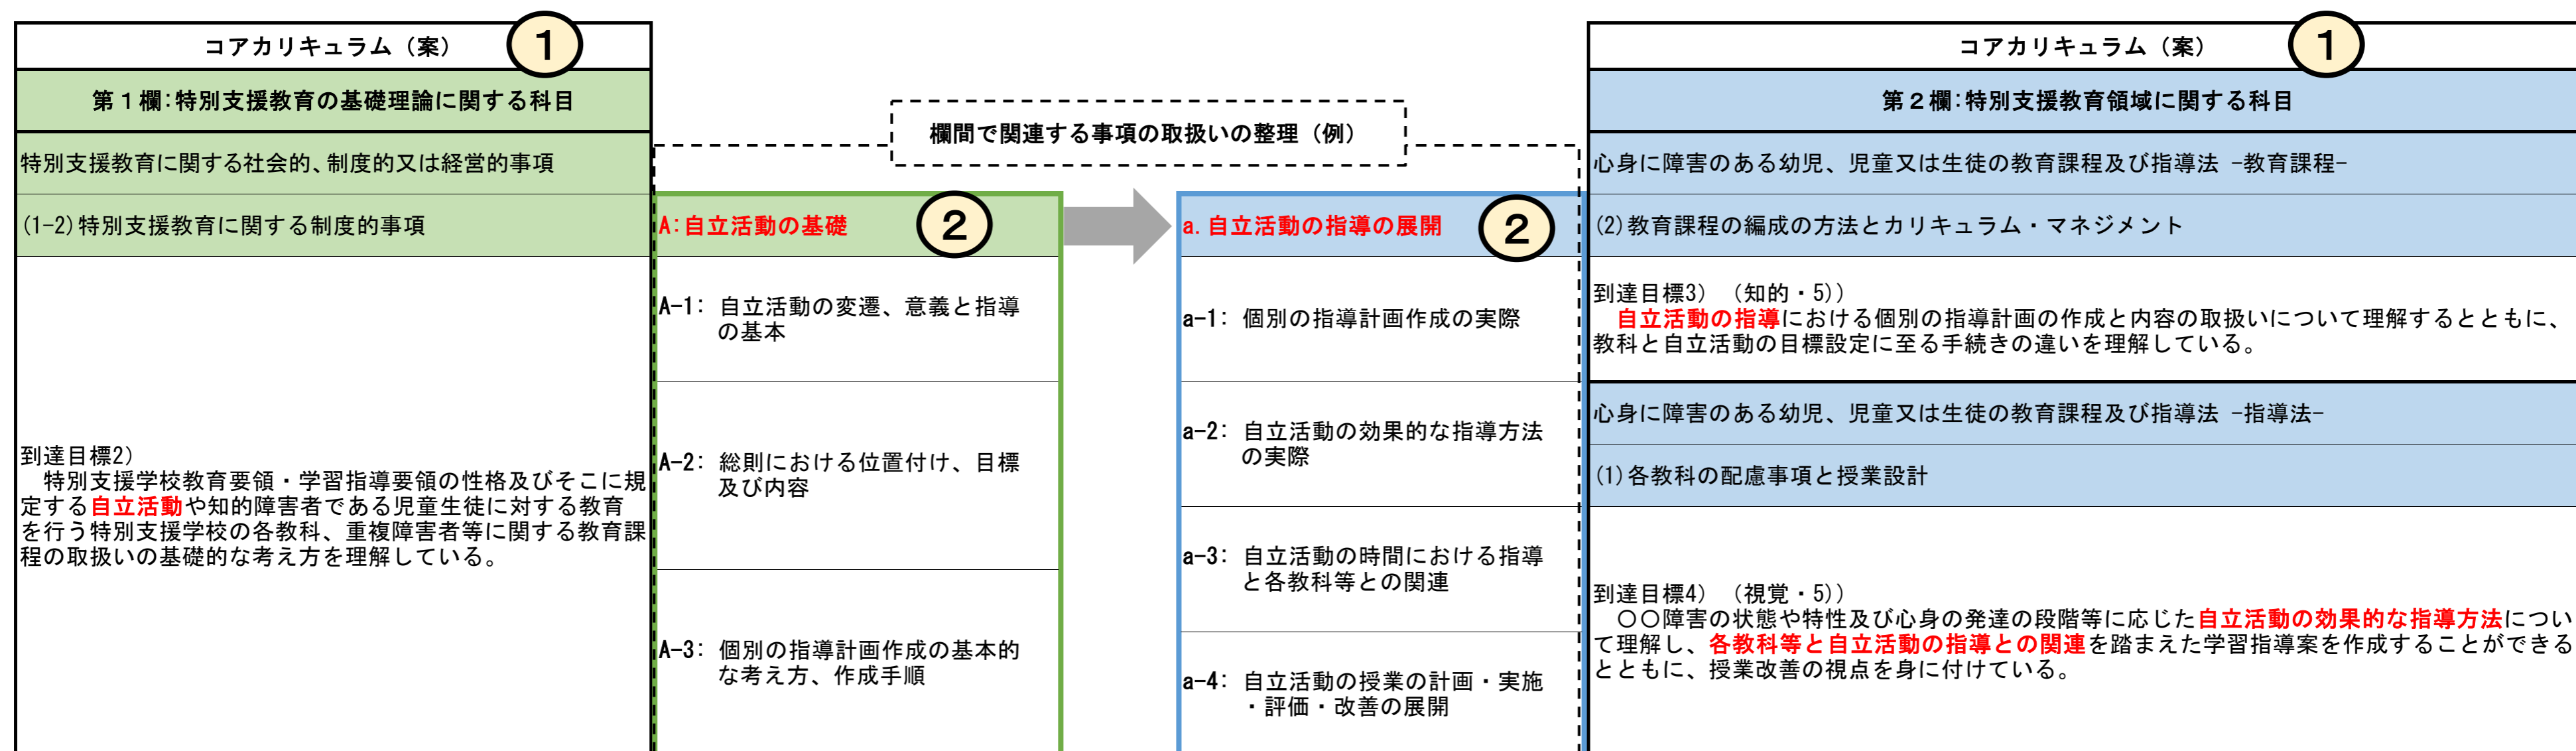 コアカリキュラム（案）
1
第１欄:特別支援教育の基礎理論に関する科目
特別支援教育に関する社会的、制度的又は経営的事項
(1-2)特別支援教育に関する制度的事項
到達目標2)
特別支援学校教育要領・学習指導要領の性格及びそこに規
定する自立活動や知的障害者である児童生徒に対する教育
を行う特別支援学校の各教科、重複障害者等に関する教育課
程の取扱いの基礎的な考え方を理解している。
欄間で関連する事項の取扱いの整理（例）
A:自立活動の基礎
2
A-1: 自立活動の変遷、意義と指導
の基本
A-2: 総則における位置付け、目標
及び内容
A-3: 個別の指導計画作成の基本的
な考え方、作成手順
a.自立活動の指導の展開
2
a-1: 個別の指導計画作成の実際
a-2: 自立活動の効果的な指導方法
の実際
a-3: 自立活動の時間における指導
と各教科等との関連
a-4: 自立活動の授業の計画・実施
・評価・改善の展開
コアカリキュラム（案）
1
第２欄:特別支援教育領域に関する科目
心身に障害のある幼児、児童又は生徒の教育課程及び指導法 -教育課程-
(2)教育課程の編成の方法とカリキュラム・マネジメント
到達目標3) (知的・5))
自立活動の指導における個別の指導計画の作成と内容の取扱いについて理解するとともに、
教科と自立活動の目標設定に至る手続きの違いを理解している。
心身に障害のある幼児、児童又は生徒の教育課程及び指導法 -指導法-
(1)各教科の配慮事項と授業設計
到達目標4) (視覚・5))
〇〇障害の状態や特性及び心身の発達の段階等に応じた自立活動の効果的な指導方法につい
て理解し、各教科等と自立活動の指導との関連を踏まえた学習指導案を作成することができる
とともに、授業改善の視点を身に付けている。